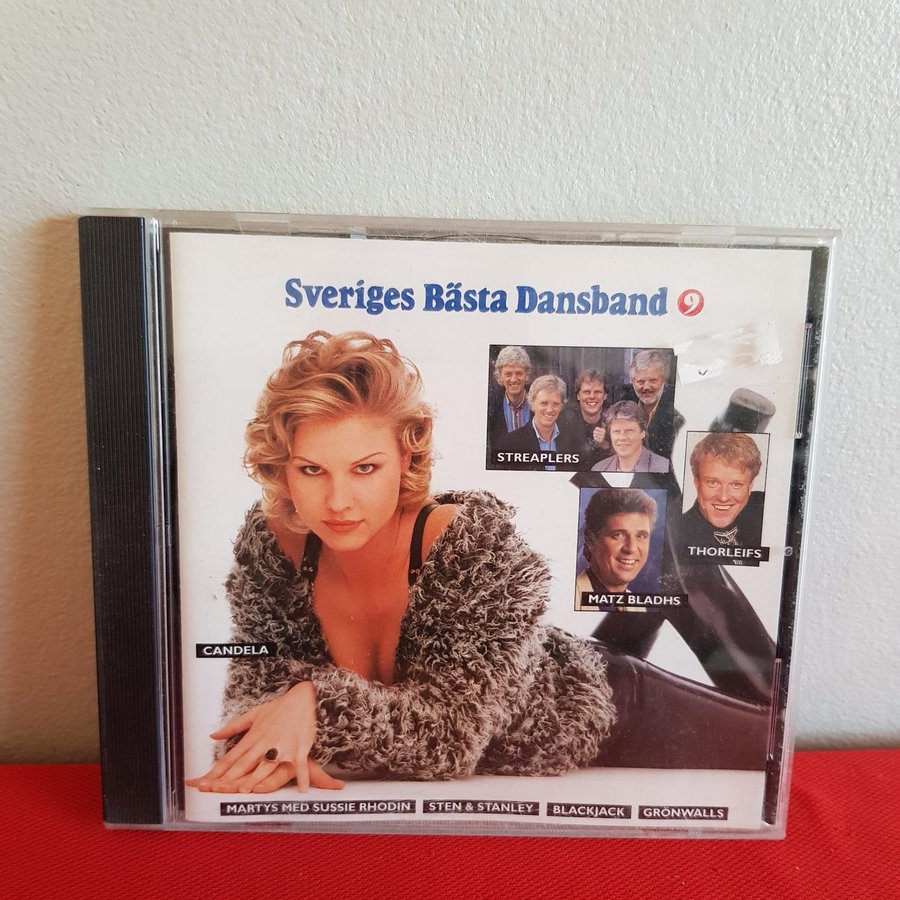 Sveriges Bästa Dansband 9
STREAPLERS
THORLEIFS
MATZ BLADHS
CANDELA
MARTYS MED SUSSIE RHODIN STEN & STANLEY BLACKJACK GRÖNWALLS